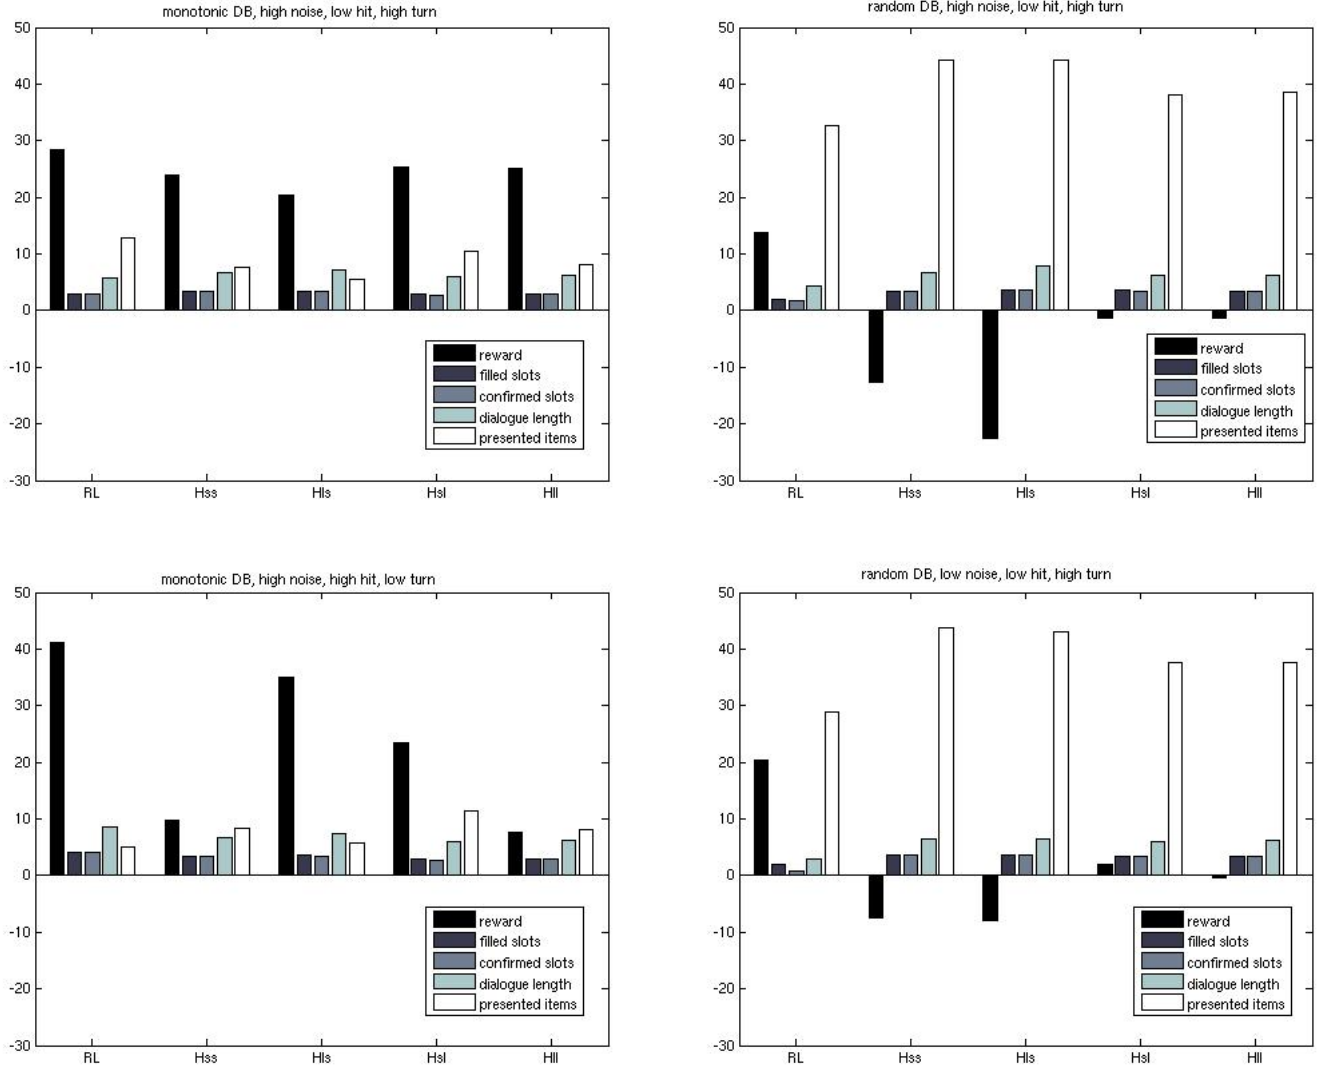 monotonic DB, high noise, low hit, high turn
50
40
30
20
10
0
-10
-20
-30
RL Hss Hls Hsl Hll
reward
filled slots
confirmed slots
dialogue length
presented items
random DB, high noise, low hit, high turn
50
40
30
20
10
0
-10
-20
-30
RL Hss Hls Hsl Hll
reward
filled slots
confirmed slots
dialogue length
presented items
monotonic DB, high noise, high hit, low turn
50
40
30
20
10
0
-10
-20
-30
RL Hss Hls Hsl Hll
reward
filled slots
confirmed slots
dialogue length
presented items
random DB, low noise, low hit, high turn
50
40
30
20
10
0
-10
-20
-30
RL Hss Hls Hsl Hll
reward
filled slots
confirmed slots
dialogue length
presented items